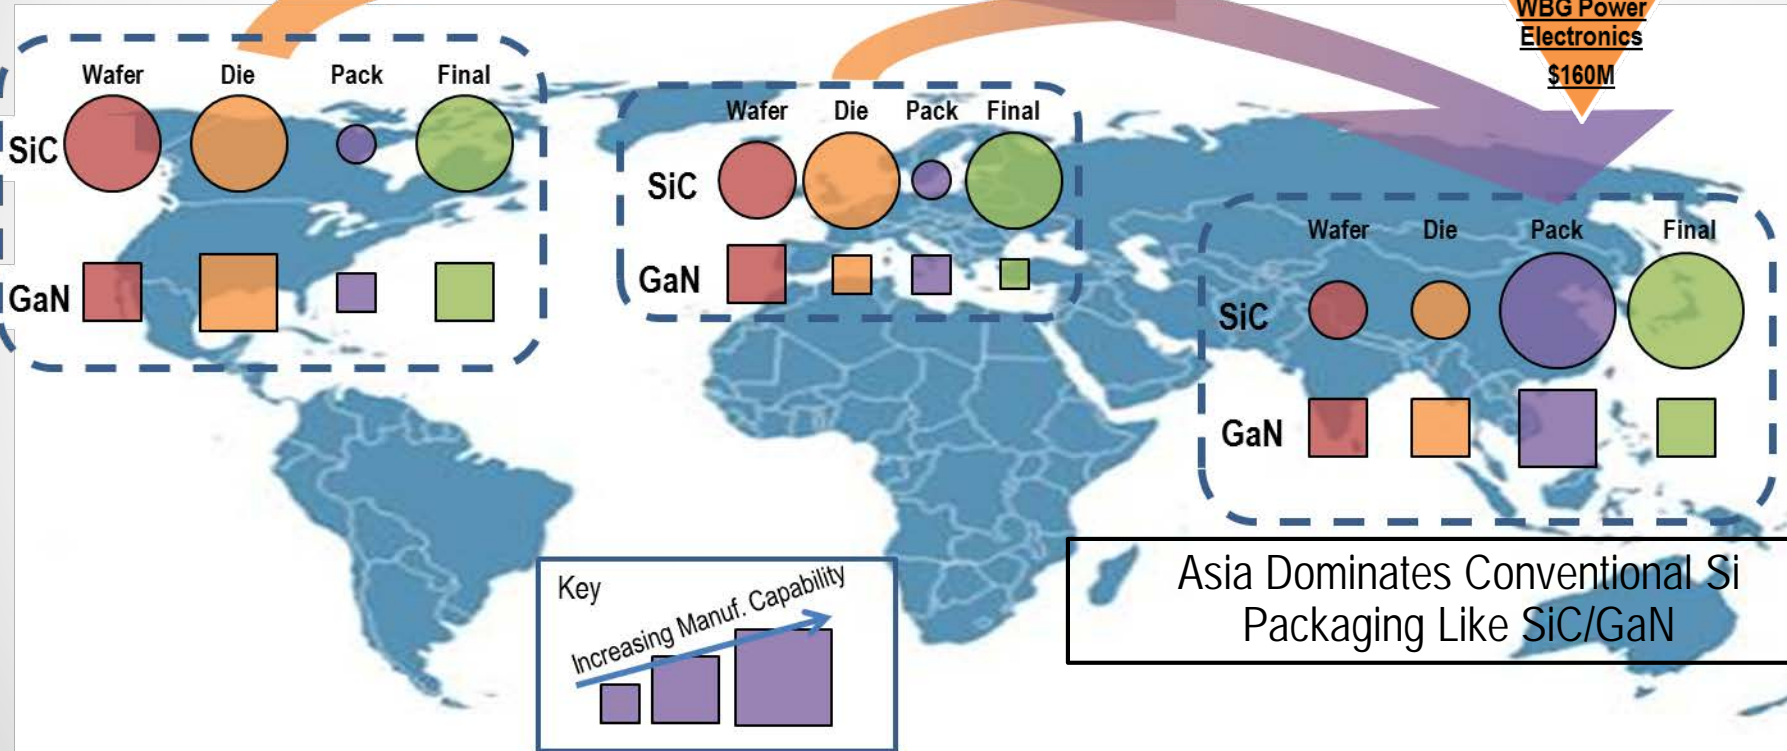 WBG Power
Electronics
$160M
Wafer Die Pack Final
SiC
GaN
Wafer Die Pack Final
SiC
GaN
Wafer Die Pack Final
SiC
GaN
Key
Increasing Manuf. Capability
Asia Dominates Conventional Si
Packaging Like SiC/GaN